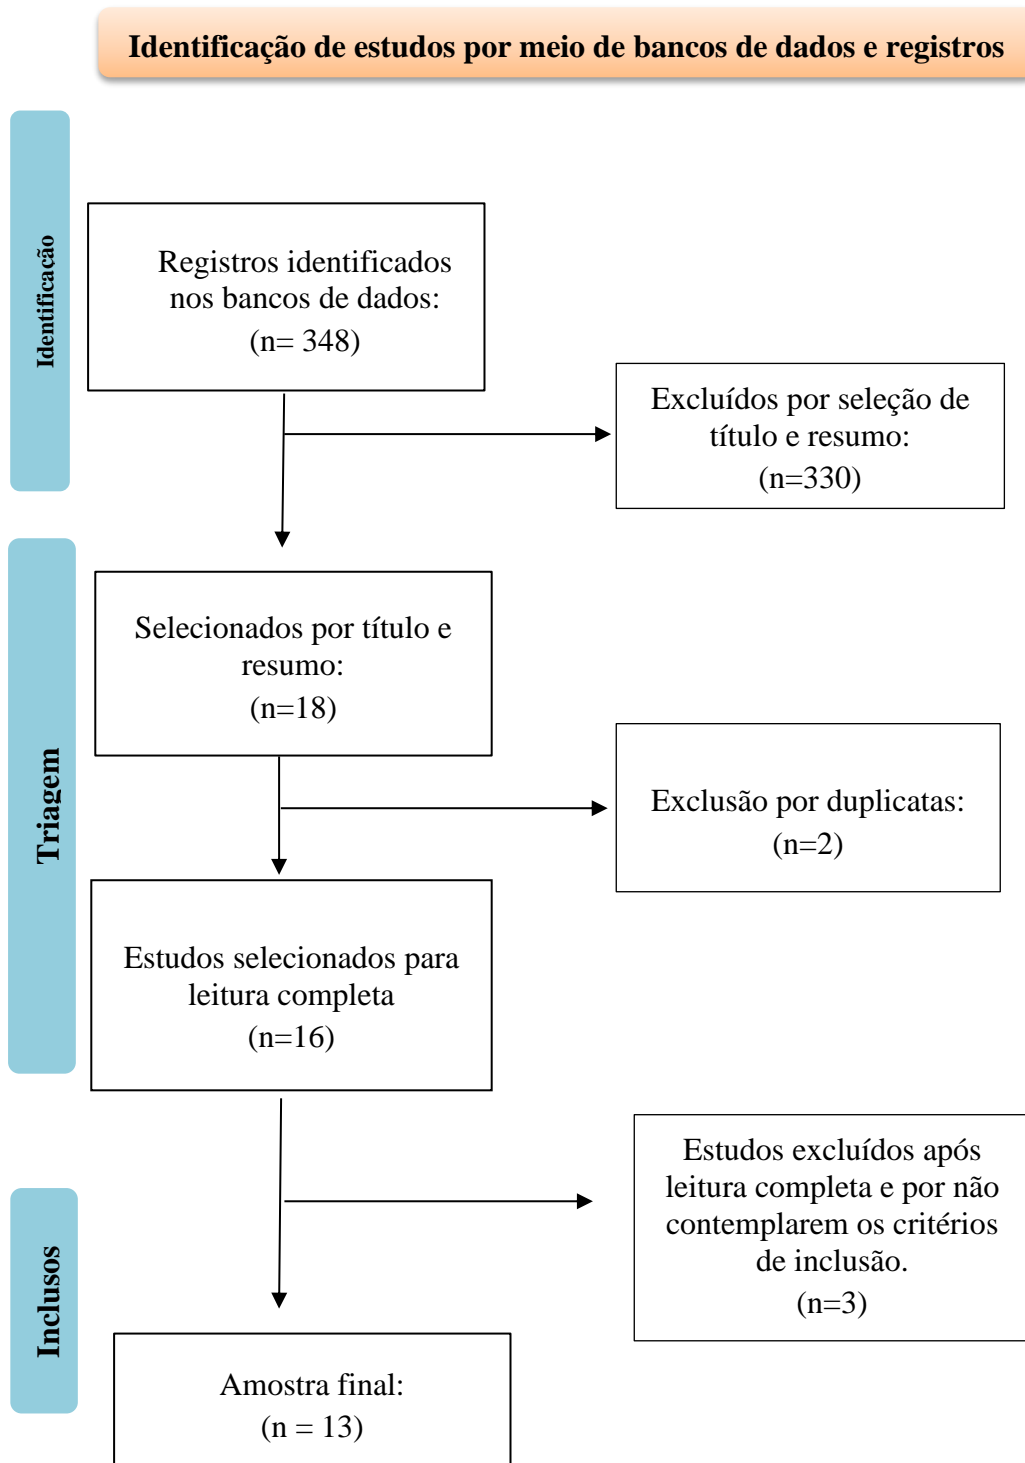 Identificação de estudos por meio de bancos de dados e registros
Identificação
Registros identificados
nos bancos de dados:
(n= 348)
Excluídos por seleção de
título e resumo:
(n=330)
Triagem
Selecionados por título e
resumo:
(n=18)
Exclusão por duplicatas:
(n=2)
Estudos selecionados para
leitura completa
(n=16)
Inclusos
Estudos excluídos após
leitura completa e por não
contemplarem os critérios
de inclusão.
(n=3)
Amostra final:
(n = 13)